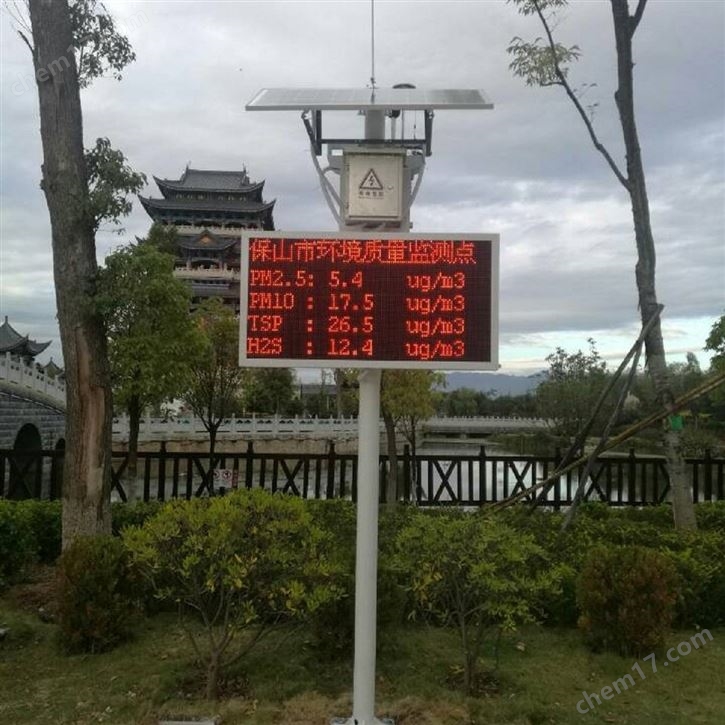 保山市环境质量监测点
PM2.5: 5.4 ug/m3
PM10 : 17.5 ug/m3
TSP : 26.5 ug/m3
H2S : 12.4 ug/m3
chem17.com